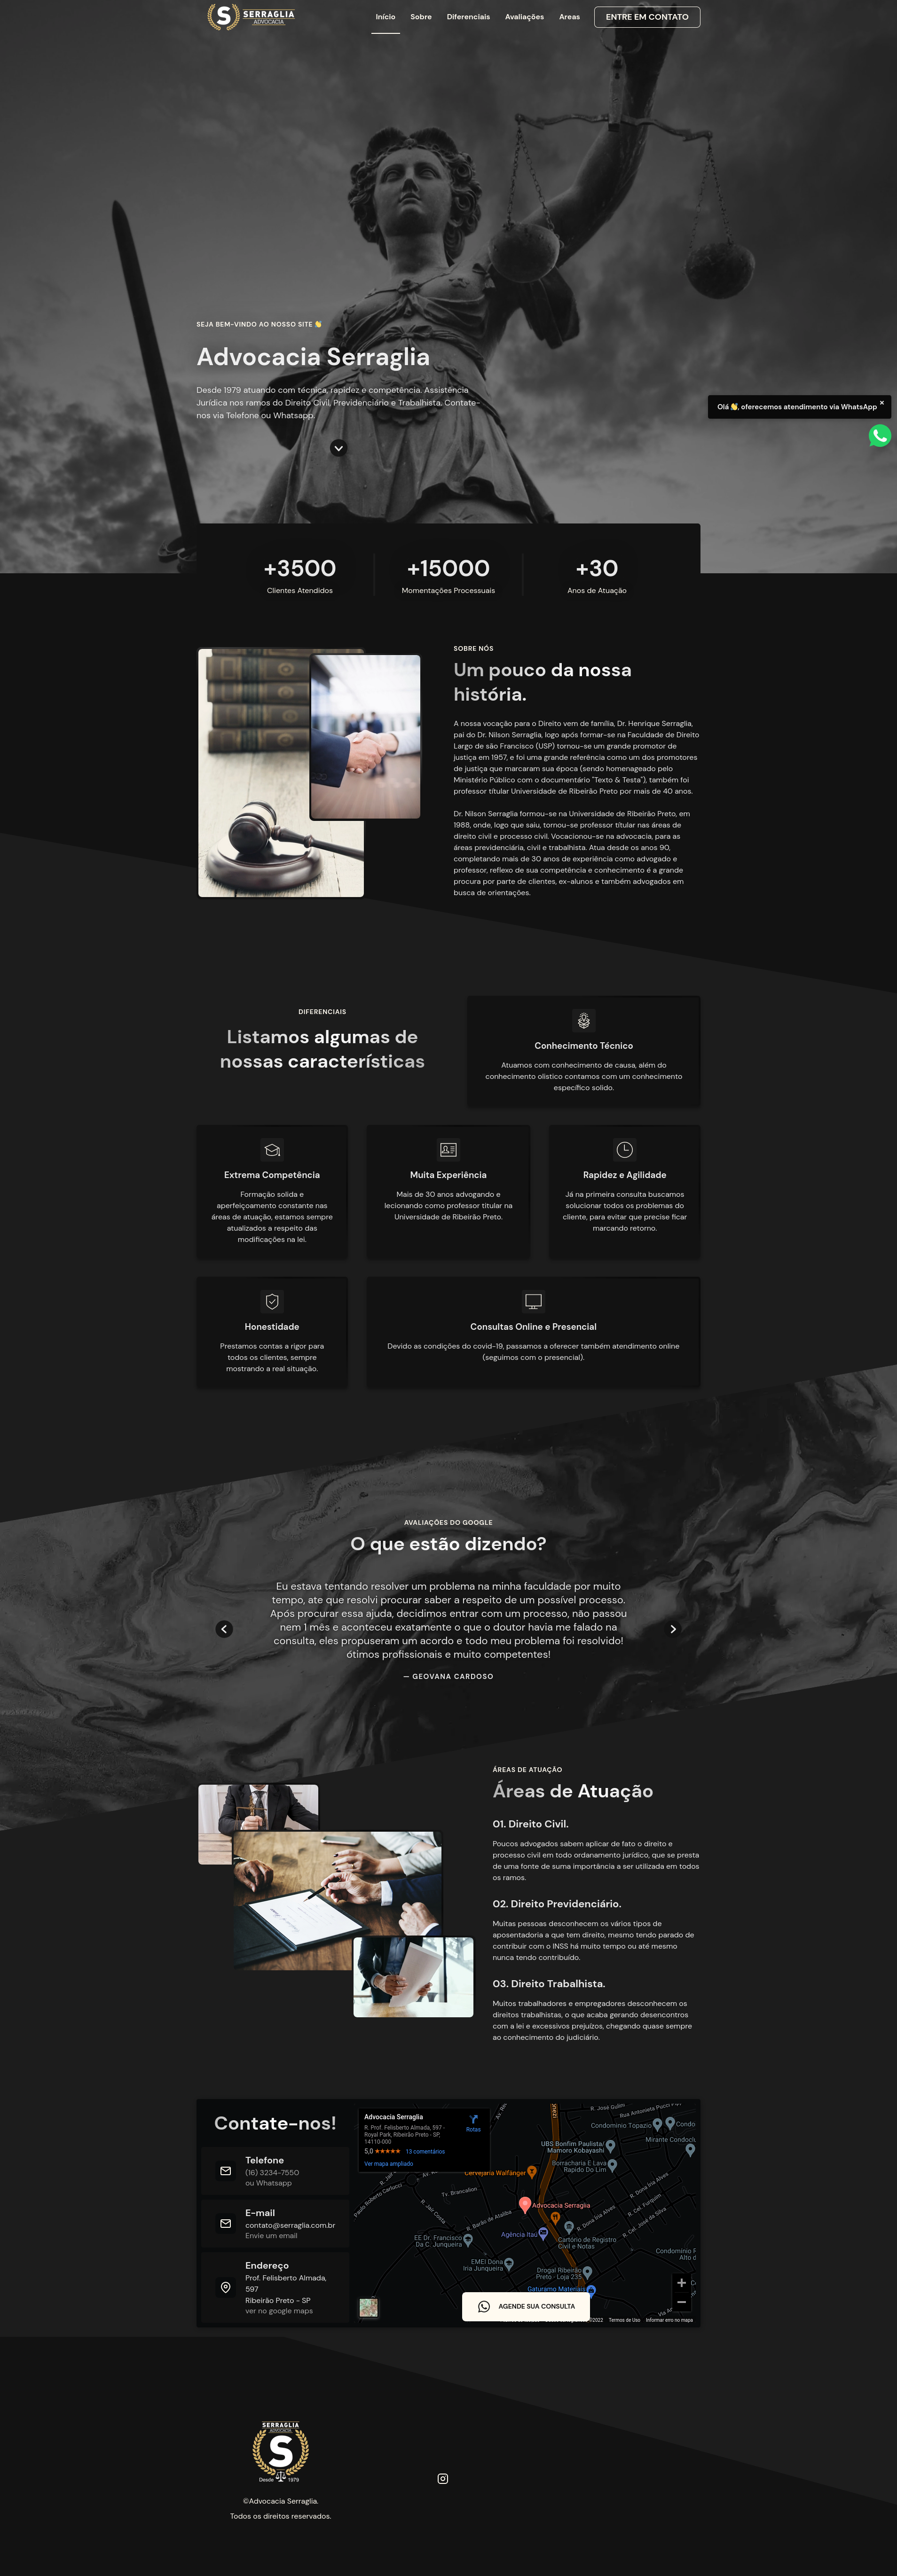 SERRAGLIA
ADVOCACIA
Início
Sobre
Diferenciais
Avaliações
Areas
ENTRE EM CONTATO
SEJA BEM-VINDO AO NOSSO SITE 👋
Advocacia Serraglia
Desde 1979 atuando com técnica, rapidez e competência. Assistência
Jurídica nos ramos do Direito Civil, Previdenciário e Trabalhista. Contate-
nos via Telefone ou Whatsapp.
Olá 👋, oferecemos atendimento via WhatsApp
×
+3500
Clientes Atendidos
+15000
Momentações Processuais
+30
Anos de Atuação
SOBRE NÓS
Um pouco da nossa
história.
A nossa vocação para o Direito vem de família, Dr. Henrique Serraglia,
pai do Dr. Nilson Serraglia, logo após formar-se na Faculdade de Direito
Largo de são Francisco (USP) tornou-se um grande promotor de
justiça em 1957, e foi uma grande referência como um dos promotores
de justiça que marcaram sua época (sendo homenageado pelo
Ministério Público com o documentário "Texto & Testa"), também foi
professor titular Universidade de Ribeirão Preto por mais de 40 anos.
Dr. Nilson Serraglia formou-se na Universidade de Ribeirão Preto, em
1988, onde, logo que saiu, tornou-se professor titular nas áreas de
direito civil e processo civil. Vocacionou-se na advocacia, para as
áreas previdenciária, civil e trabalhista. Atua desde os anos 90,
completando mais de 30 anos de experiência como advogado e
professor, reflexo de sua competência e conhecimento é a grande
procura por parte de clientes, ex-alunos e também advogados em
busca de orientações.
DIFERENCIAIS
Listamos algumas de
nossas características
Conhecimento Técnico
Atuamos com conhecimento de causa, além do
conhecimento olistico contamos com um conhecimento
especifico solido.
Extrema Competência
Formação solida e
aperfeiçoamento constante nas
áreas de atuação, estamos sempre
atualizados a respeito das
modificações na lei.
Muita Experiência
Mais de 30 anos advogando e
lecionando como professor titular na
Universidade de Ribeirão Preto.
Rapidez e Agilidade
Já na primeira consulta buscamos
solucionar todos os problemas do
cliente, para evitar que precise ficar
marcando retorno.
Honestidade
Prestamos contas a rigor para
todos os clientes, sempre
mostrando a real situação.
Consultas Online e Presencial
Devido as condições do covid-19, passamos a oferecer também atendimento online
(seguimos com o presencial).
AVALIAÇÕES DO GOOGLE
O que estão dizendo?
Eu estava tentando resolver um problema na minha faculdade por muito
tempo, ate que resolvi procurar saber a respeito de um possível processo.
Após procurar essa ajuda, decidimos entrar com um processo, não passou
nem 1 mês e aconteceu exatamente o que o doutor havia me falado na
consulta, eles propuseram um acordo e todo meu problema foi resolvido!
ótimos profissionais e muito competentes!
— GEOVANA CARDOSO
ÁREAS DE ATUAÇÃO
Áreas de Atuação
01. Direito Civil.
Poucos advogados sabem aplicar de fato o direito e
processo civil em todo ordenamento jurídico, que se presta
de uma fonte de suma importância a ser utilizada em todos
os ramos.
02. Direito Previdenciário.
Muitas pessoas desconhecem os vários tipos de
aposentadoria a que tem direito, mesmo tendo parado de
contribuir com o INSS há muito tempo ou até mesmo
nunca tendo contribuído.
03. Direito Trabalhista.
Muitos trabalhadores e empregadores desconhecem os
direitos trabalhistas, o que acaba gerando desencontros
com a lei e excessivos prejuízos, chegando quase sempre
ao conhecimento do judiciário.
Contate-nos!
Telefone
(16) 3234-7550
ou Whatsapp
E-mail
contato@serraglia.com.br
Envie um email
Endereço
Prof. Felisberto Almada,
597
Ribeirão Preto - SP
ver no google maps
Advocacia Serraglia
R. Prof. Felisberto Almada, 597 -
Royal Park, Ribeirão Preto - SP,
14110-000
5,0 ★★★★★ 13 comentários
Ver mapa ampliado
Rotas
R. José Gulim
Rua Antonieta Pucci
Condomínio Topazio
Condo
Mirante Condoclu
UBS Bonfim Paulista/
Mamoro Kobayashi
Borracharia E Lava
Rapido Do Lim
Cervejaria Walfänger
Tv. Brancalion
Paulo Roberto Carlucci
R. Jair Costa
R. Barão de Ataliba
Advocacia Serraglia
R. Dona Iria Alves
R. Dona Iria Alves
R. Cel. Furquim
R. Cel. José da Silva
Agência Itaú
Cartório de Registro
Civil e Notas
EE Dr. Francisco
Da C. Junqueira
EMEI Dona
Iria Junqueira
Drogal Ribeirão
Preto - Loja 235
Condomínio F
Alto d
Gaturamo Materiais
AGENDE SUA CONSULTA
©2022
Termos de Uso
Informar erro no mapa
SERRAGLIA
ADVOCACIA
Desde 1979
©Advocacia Serraglia.
Todos os direitos reservados.